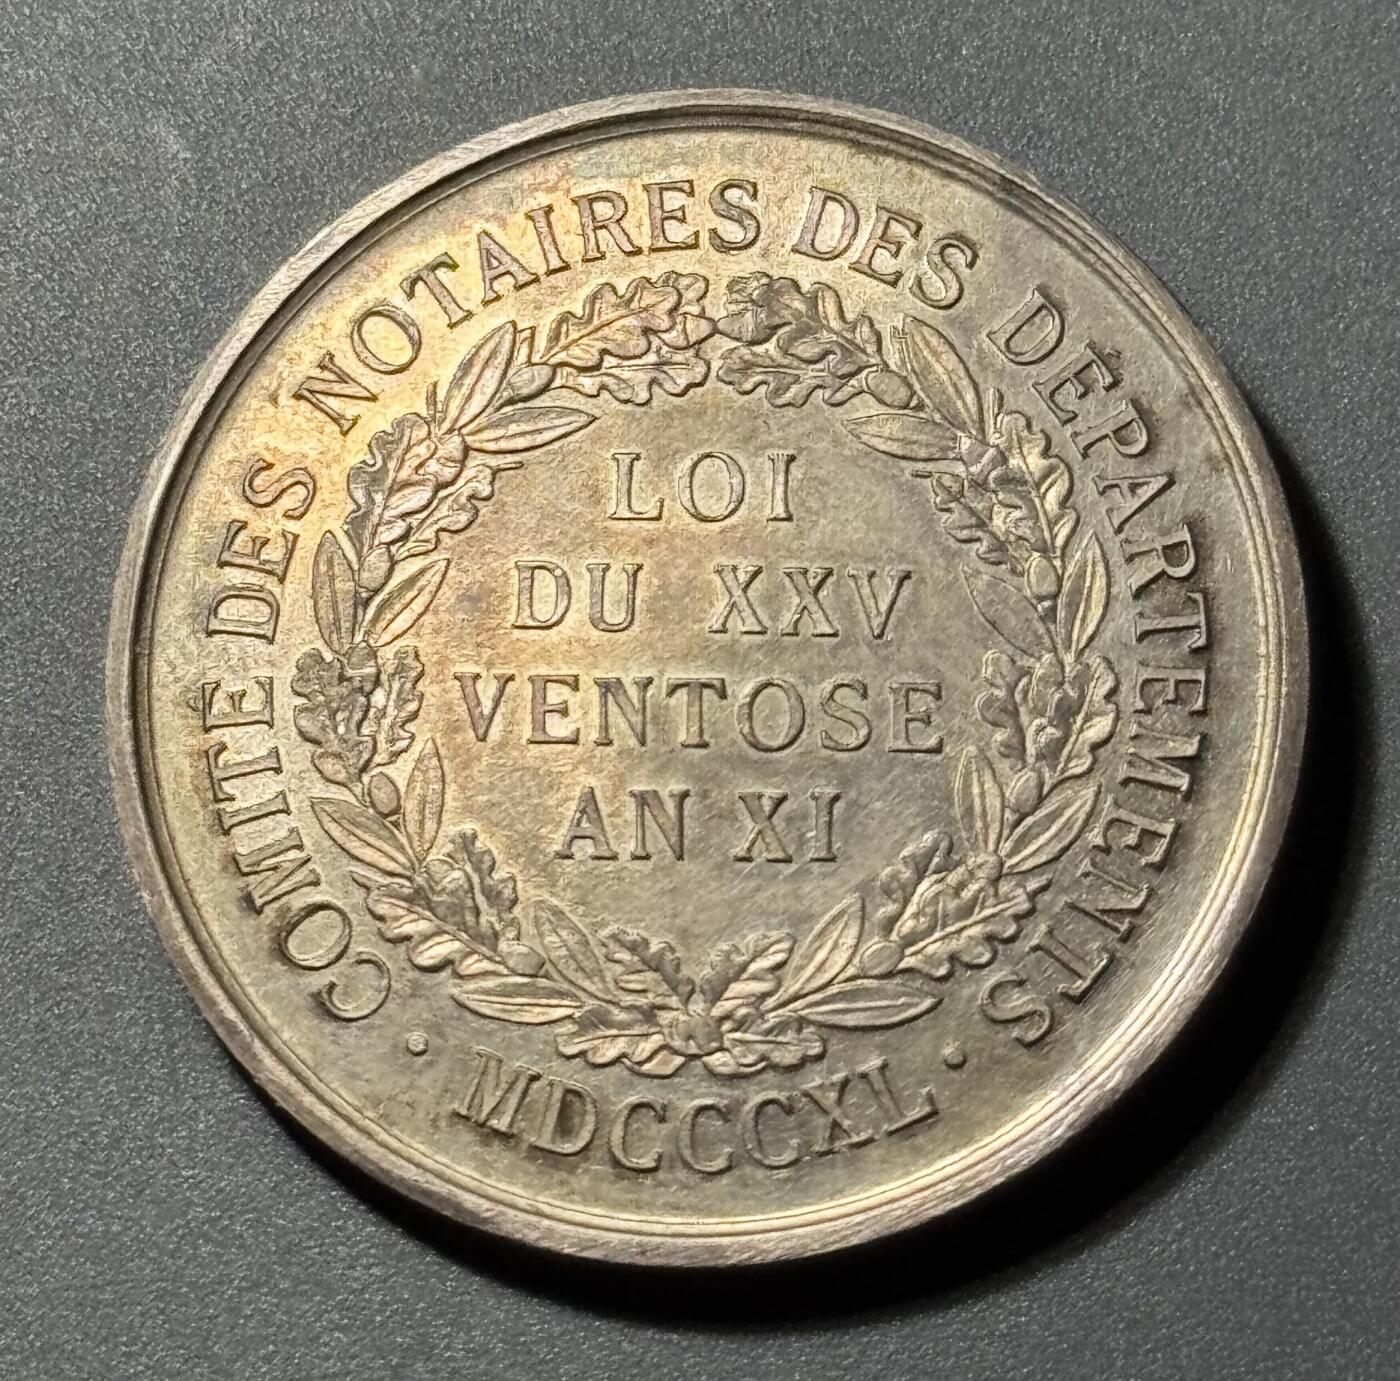 COMITÉ DES NOTAIRES DES DÉPARTEMENTS
LOI
DU XXV
VENTOSE
AN XI
· MDCCCXL ·